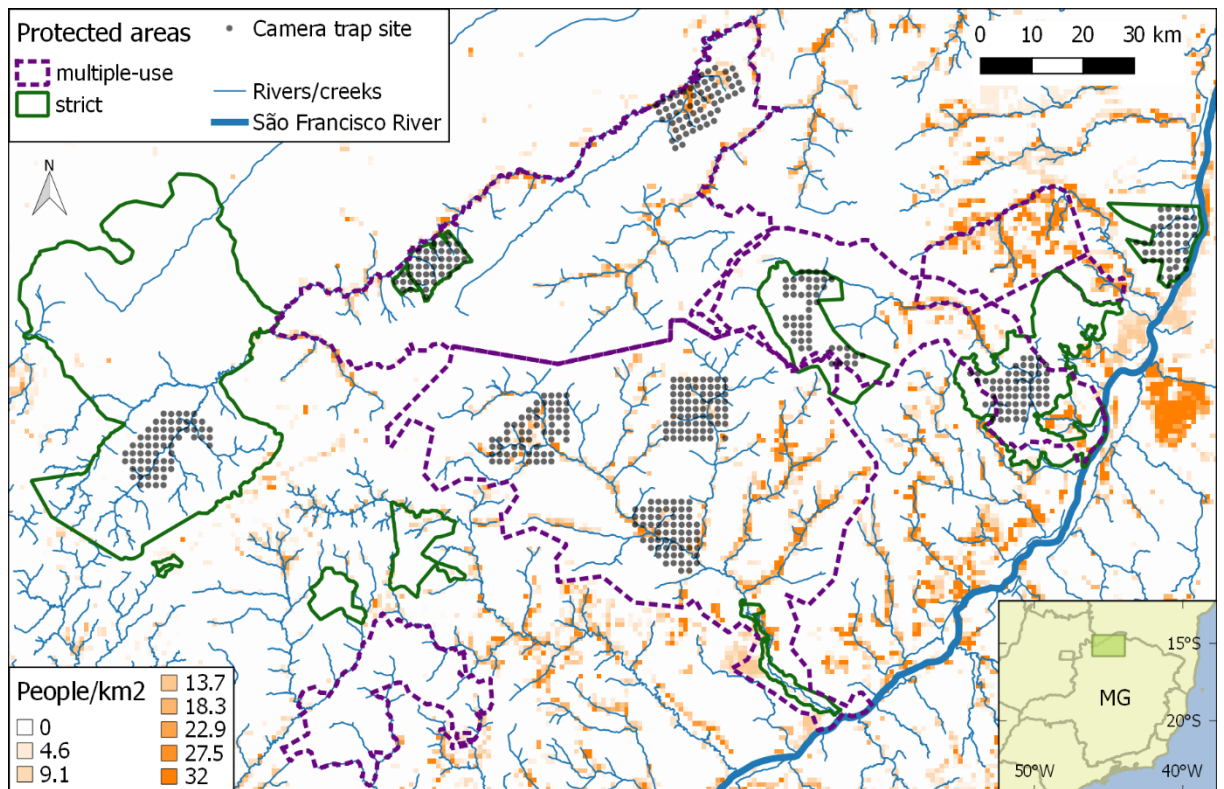 Protected areas
multiple-use
strict
Camera trap site
Rivers/creeks
São Francisco River
0 10 20 30 km
N
People/km2
0
4.6
9.1
13.7
18.3
22.9
27.5
32
15°S
MG
20°S
50°W 40°W